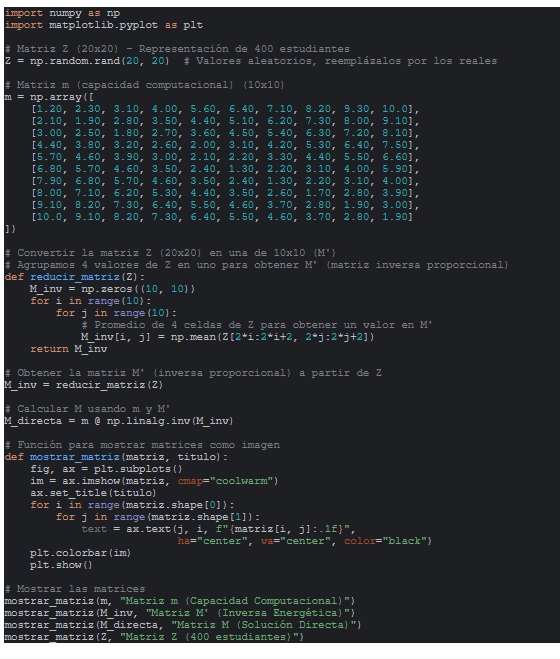 import numpy as np
import matplotlib.pyplot as plt

# Matriz Z (20x20) - Representación de 400 estudiantes
Z = np.random.rand(20, 20)  # Valores aleatorios, reemplázalos por los reales

# Matriz m (capacidad computacional) (10x10)
m = np.array([
    [1.20, 2.30, 3.10, 4.00, 5.60, 6.40, 7.10, 8.20, 9.30, 10.0],
    [2.10, 1.90, 2.80, 3.50, 4.40, 5.10, 6.20, 7.30, 8.00, 9.10],
    [3.00, 2.50, 1.80, 2.70, 3.60, 4.50, 5.40, 6.30, 7.20, 8.10],
    [4.40, 3.80, 3.20, 2.60, 2.00, 3.10, 4.20, 5.30, 6.40, 7.50],
    [5.70, 4.60, 3.90, 3.00, 2.10, 2.20, 3.30, 4.40, 5.50, 6.60],
    [6.80, 5.70, 4.60, 3.50, 2.40, 1.30, 2.20, 3.10, 4.00, 5.90],
    [7.90, 6.80, 5.70, 4.60, 3.50, 2.40, 1.30, 2.20, 3.10, 4.00],
    [8.00, 7.10, 6.20, 5.30, 4.40, 3.50, 2.60, 1.70, 2.80, 3.90],
    [9.10, 8.20, 7.30, 6.40, 5.50, 4.60, 3.70, 2.80, 1.90, 3.00],
    [10.0, 9.10, 8.20, 7.30, 6.40, 5.50, 4.60, 3.70, 2.80, 1.90]
])

# Convertir la matriz Z (20x20) en una de 10x10 (M')
# Agrupamos 4 valores de Z en uno para obtener M' (matriz inversa proporcional)
def reducir_matriz(Z):
    M_inv = np.zeros((10, 10))
    for i in range(10):
        for j in range(10):
            # Promedio de 4 celdas de Z para obtener un valor en M'
            M_inv[i, j] = np.mean(Z[2*i:2*i+2, 2*j:2*j+2])
    return M_inv

# Obtener la matriz M' (inversa proporcional) a partir de Z
M_inv = reducir_matriz(Z)

# Calcular M usando m y M'
M_directa = m @ np.linalg.inv(M_inv)

# Función para mostrar matrices como imagen
def mostrar_matriz(matriz, titulo):
    fig, ax = plt.subplots()
    im = ax.imshow(matriz, cmap="coolwarm")
    ax.set_title(titulo)
    for i in range(matriz.shape[0]):
        for j in range(matriz.shape[1]):
            text = ax.text(j, i, f"{matriz[i, j]:.1f}",
                           ha="center", va="center", color="black")
    plt.colorbar(im)
    plt.show()

# Mostrar las matrices
mostrar_matriz(m, "Matriz m (Capacidad Computacional)")
mostrar_matriz(M_inv, "Matriz M' (Inversa Energética)")
mostrar_matriz(M_directa, "Matriz M (Solución Directa)")
mostrar_matriz(Z, "Matriz Z (400 estudiantes)")